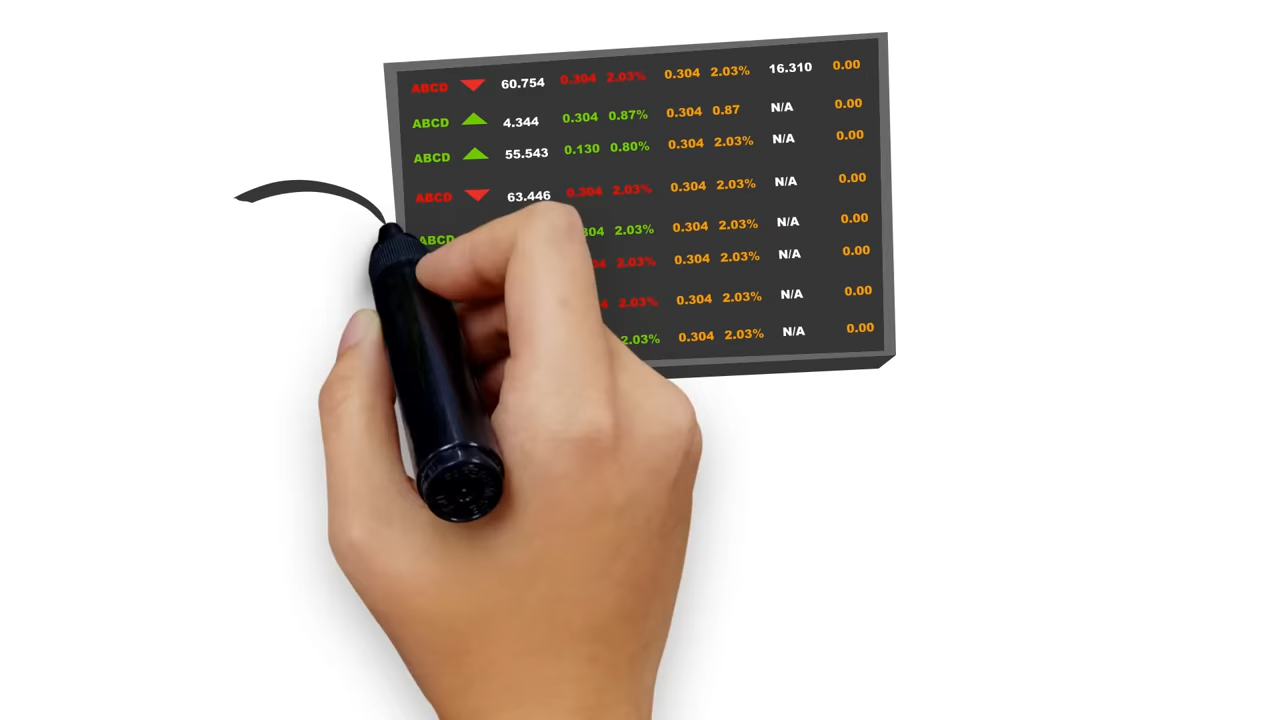 ABCD 60.754 0.304 2.03% 0.304 2.03% 16.310 0.00
ABCD 4.344 0.304 0.87% 0.304 0.87 N/A 0.00
ABCD 55.543 0.130 0.80% 0.304 2.03% N/A 0.00
ABCD 63.446 0.304 2.03% 0.304 2.03% N/A 0.00
ABCD 2.03% 0.304 2.03% N/A 0.00
2.03% 0.304 2.03% N/A 0.00
2.03% 0.304 2.03% N/A 0.00
2.03% 0.304 2.03% N/A 0.00